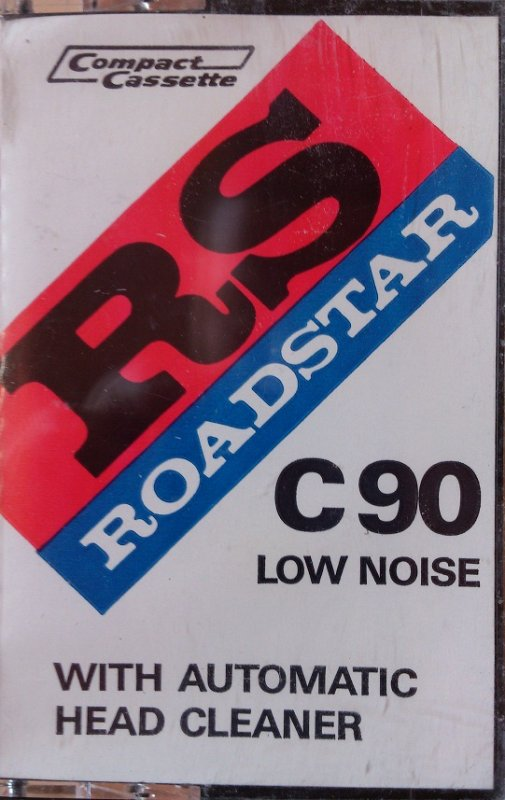 Compact
Cassette
RS
ROADSTAR
C90
LOW NOISE
WITH AUTOMATIC
HEAD CLEANER